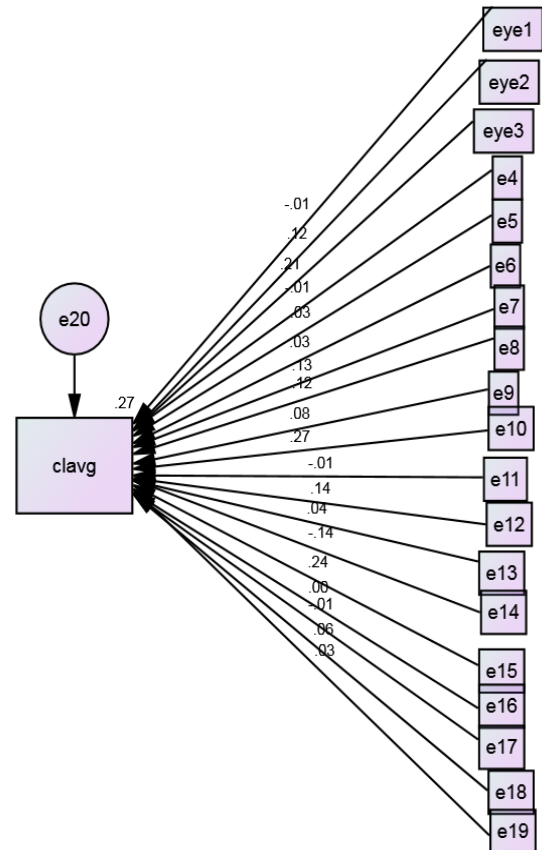 eye1
eye2
eye3
e4
e5
e6
e7
e8
e9
e10
e11
e12
e13
e14
e15
e16
e17
e18
e19
-.01
.12
.21
-.01
.03
.03
.13
.12
.08
.27
-.01
.14
.04
-.14
.24
.00
-.01
.06
.03
e20
.27
clavg